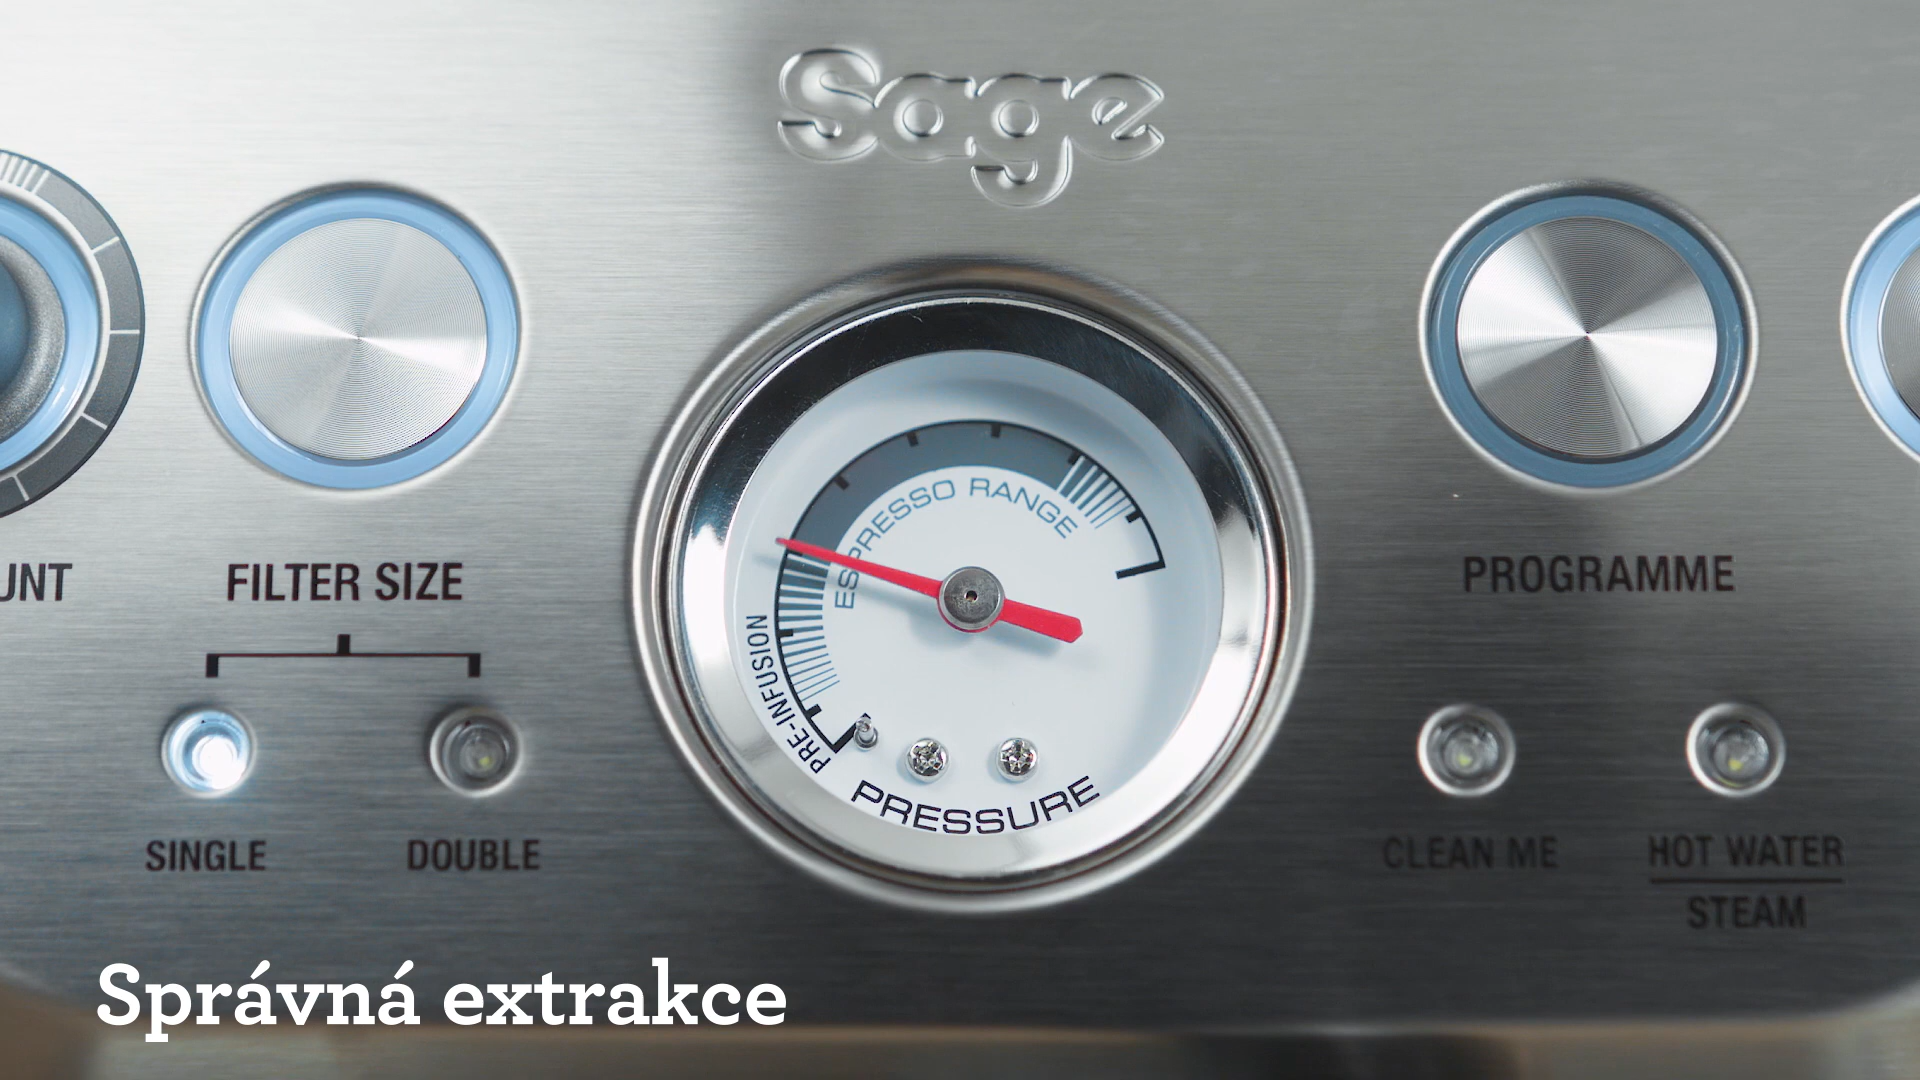 Sage
UNT
FILTER SIZE
SINGLE
DOUBLE
ESPRESSO RANGE
PRE-INFUSION
PRESSURE
PROGRAMME
CLEAN ME
HOT WATER
STEAM
Správná extrakce